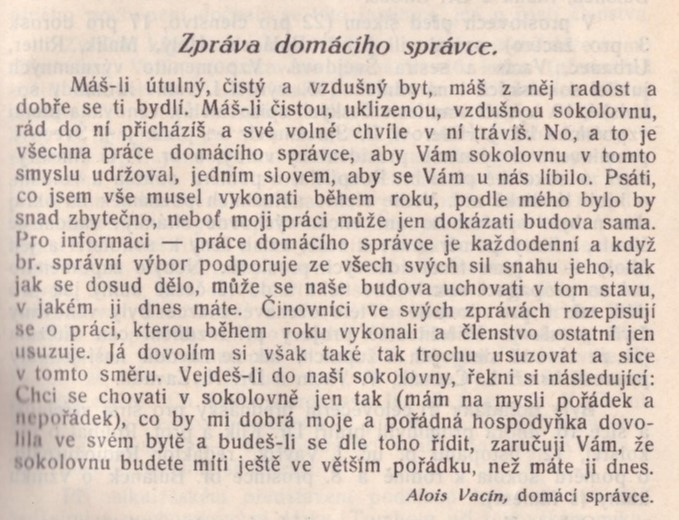 Zpráva domácího správce.
Máš-li útulný, čistý a vzdušný byt, máš z něj radost a
dobře se ti bydlí. Máš-li čistou, uklizenou, vzdušnou sokolovnu,
rád do ní přicházíš a své volné chvíle v ní trávíš. No, a to je
všechna práce domácího správce, aby Vám sokolovnu v tomto
smyslu udržoval, jedním slovem, aby se Vám u nás líbilo. Psáti,
co jsem vše musel vykonati během roku, podle mého bylo by
snad zbytečno, neboť moji práci může jen dokázati budova sama.
Pro informaci — práce domácího správce je každodenní a když
br. správní výbor podporuje ze všech svých sil snahu jeho, tak
jak se dosud dělo, může se naše budova uchovati v tom stavu,
v jakém ji dnes máte. Činovníci ve svých zprávách rozepisují
se o práci, kterou během roku vykonali a členstvo ostatní jen
usuzuje. Já dovolím si však také tak trochu usuzovat a sice
v tomto směru. Vejdeš-li do naší sokolovny, řekni si následující:
Chci se chovati v sokolovně jen tak (mám na mysli pořádek a
nepořádek), co by mi dobrá moje a pořádná hospodyňka dovo-
lila ve svém bytě a budeš-li se dle toho řídit, zaručuji Vám, že
sokolovnu budete míti ještě ve větším pořádku, než máte ji dnes.
Alois Vacín, domácí správce.